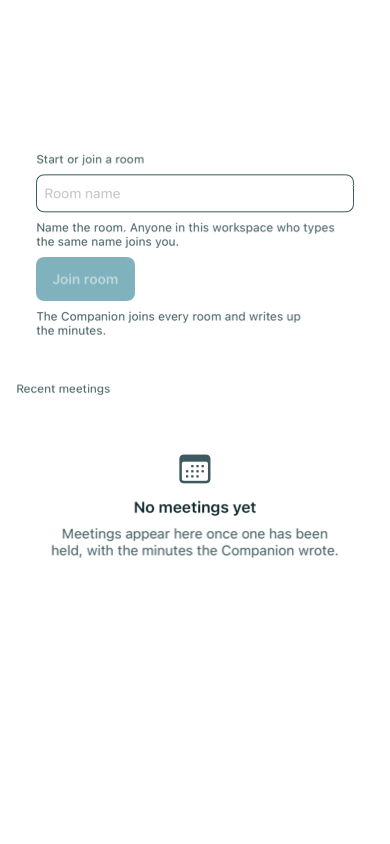 Start or join a room
Room name
Name the room. Anyone in this workspace who types
the same name joins you.
Join room
The Companion joins every room and writes up
the minutes.
Recent meetings
No meetings yet
Meetings appear here once one has been
held, with the minutes the Companion wrote.